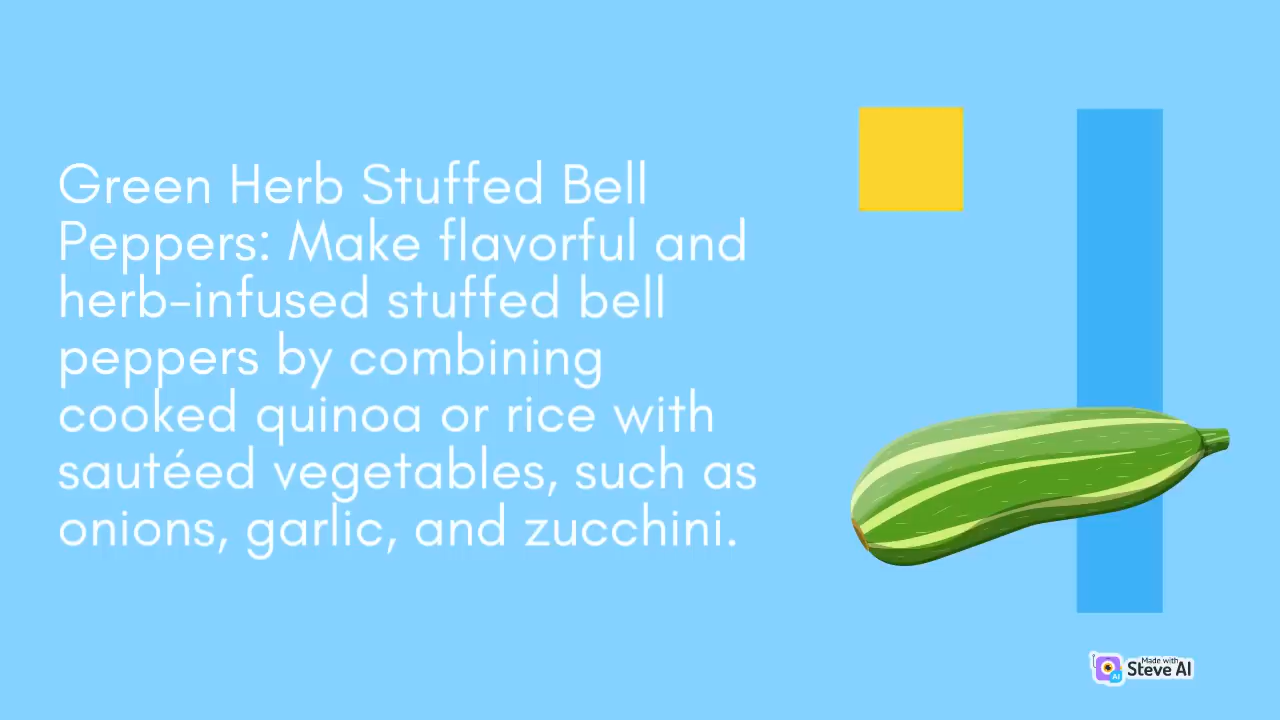 Green Herb Stuffed Bell
Peppers: Make flavorful and
herb-infused stuffed bell
peppers by combining
cooked quinoa or rice with
sautéed vegetables, such as
onions, garlic, and zucchini.
Made with
AI Steve AI